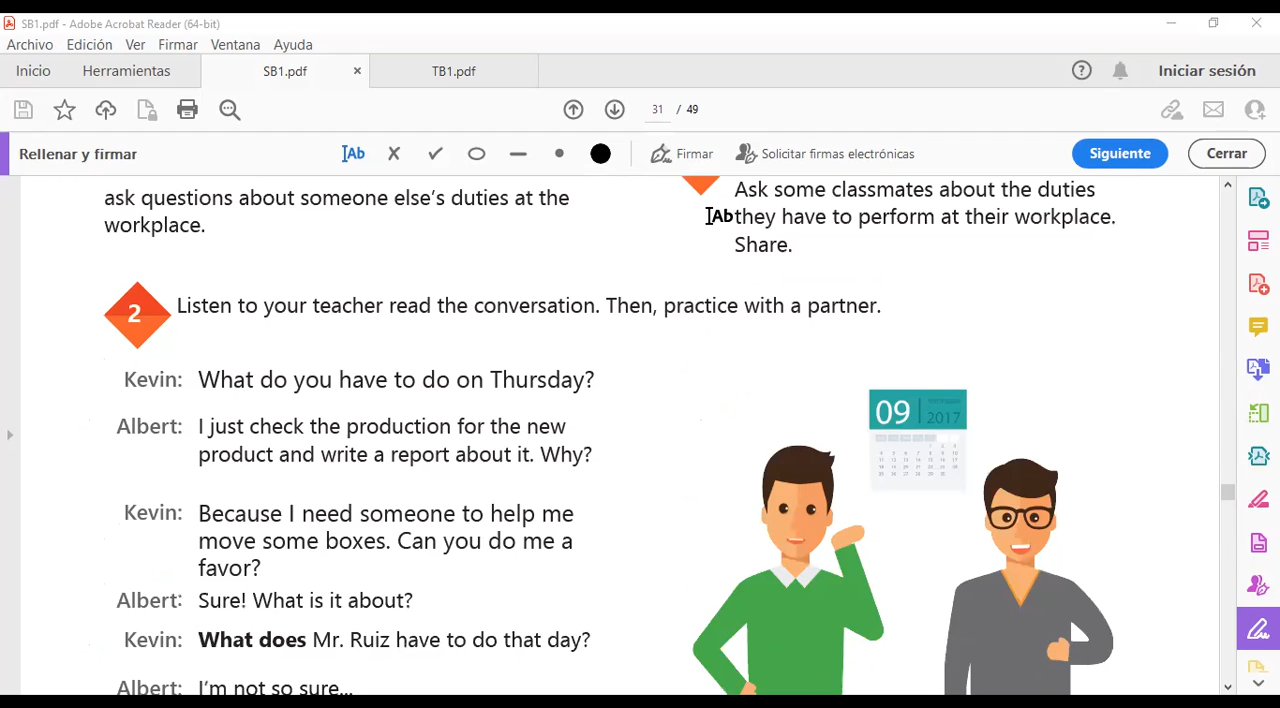 SB1.pdf - Adobe Acrobat Reader (64-bit)
Archivo Edición Ver Firmar Ventana Ayuda
Inicio Herramientas SB1.pdf × TB1.pdf Iniciar sesión
31 / 49
Rellenar y firmar Ab Firmar Solicitar firmas electrónicas Siguiente Cerrar
ask questions about someone else's duties at the
workplace.
Ask some classmates about the duties
Ab they have to perform at their workplace.
Share.
2 Listen to your teacher read the conversation. Then, practice with a partner.
Kevin: What do you have to do on Thursday?
Albert: I just check the production for the new
product and write a report about it. Why?
Kevin: Because I need someone to help me
move some boxes. Can you do me a
favor?
Albert: Sure! What is it about?
Kevin: What does Mr. Ruiz have to do that day?
Albert: I'm not so sure...
09 2017